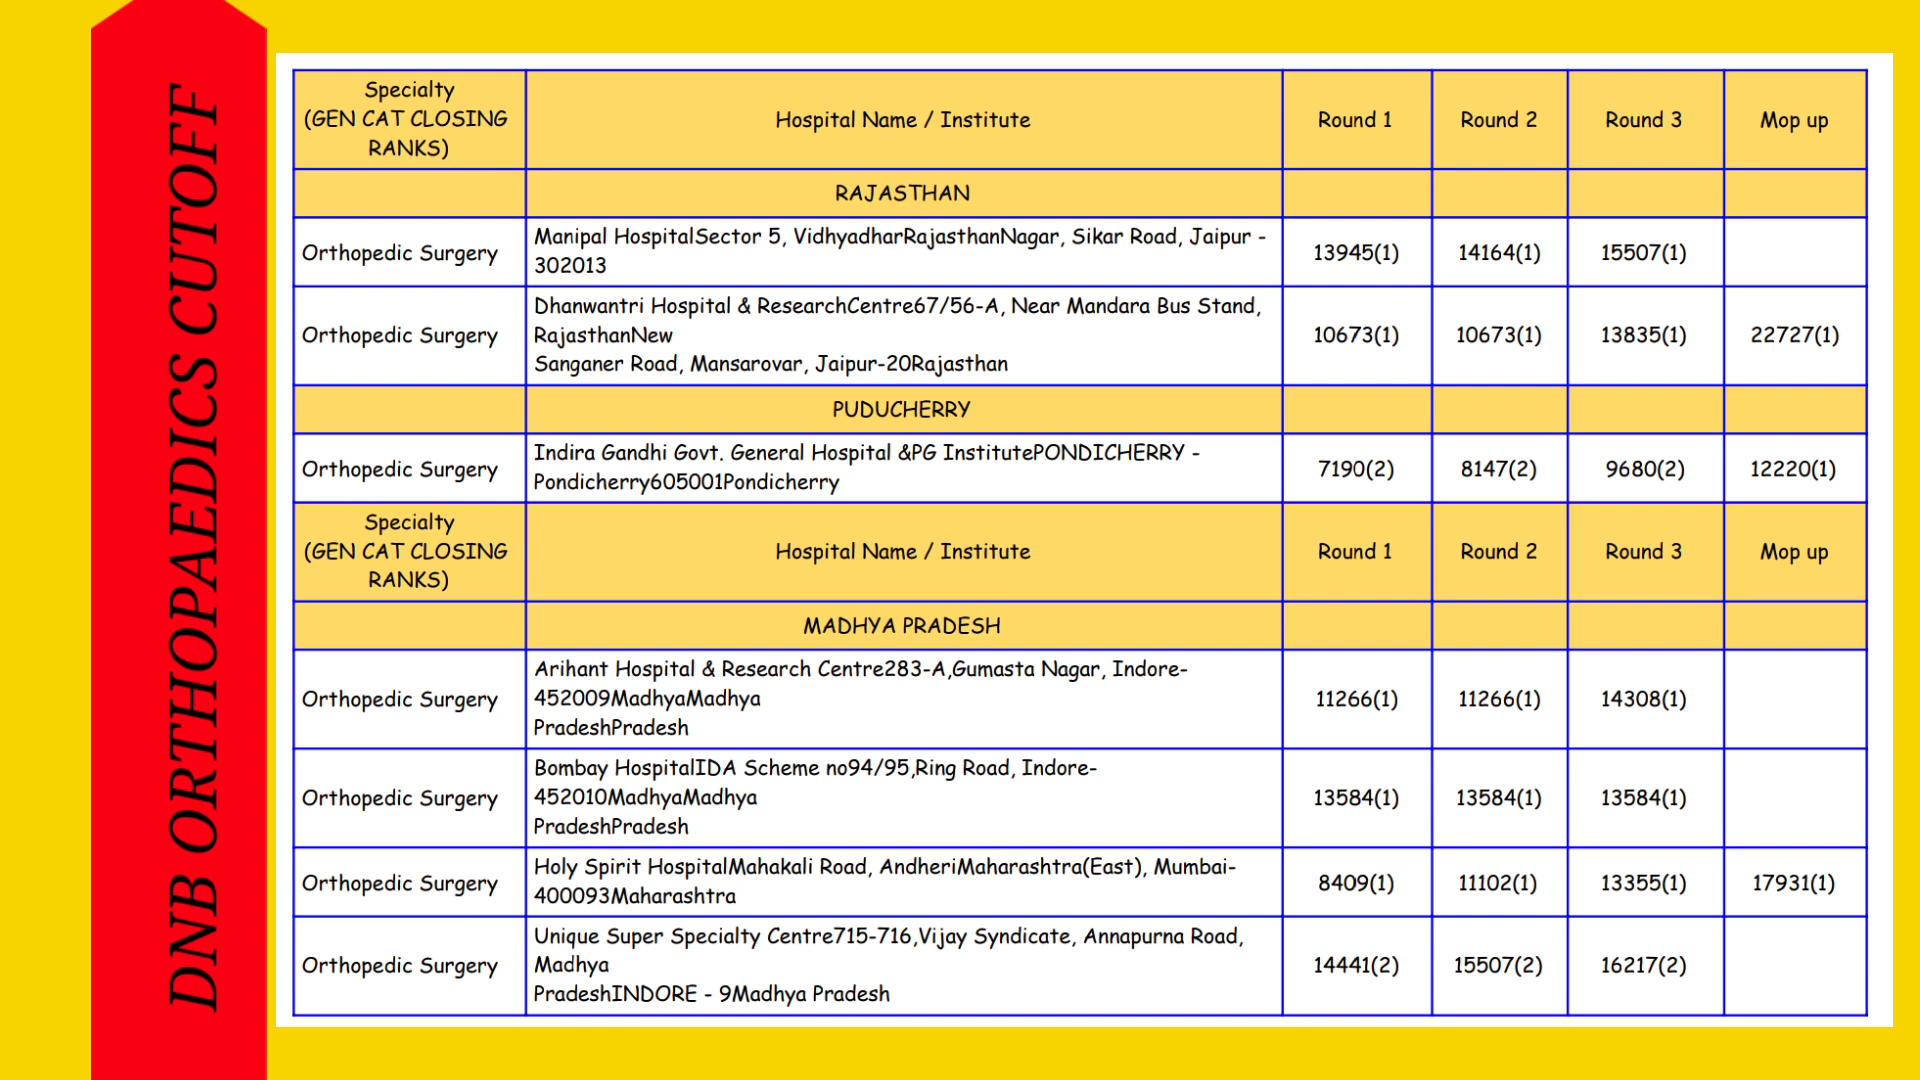 DNB ORTHOPAEDICS CUTOFF
Specialty
(GEN CAT CLOSING
RANKS)
Hospital Name / Institute
Round 1
Round 2
Round 3
Mop up
RAJASTHAN
Orthopedic Surgery
Manipal HospitalSector 5, VidhyadharRajasthanNagar, Sikar Road, Jaipur -
302013
13945(1)
14164(1)
15507(1)
Orthopedic Surgery
Dhanwantri Hospital & ResearchCentre67/56-A, Near Mandara Bus Stand,
RajasthanNew
Sanganer Road, Mansarovar, Jaipur-20Rajasthan
10673(1)
10673(1)
13835(1)
22727(1)
PUDUCHERRY
Orthopedic Surgery
Indira Gandhi Govt. General Hospital &PG InstitutePONDICHERRY -
Pondicherry605001Pondicherry
7190(2)
8147(2)
9680(2)
12220(1)
Specialty
(GEN CAT CLOSING
RANKS)
Hospital Name / Institute
Round 1
Round 2
Round 3
Mop up
MADHYA PRADESH
Orthopedic Surgery
Arihant Hospital & Research Centre283-A,Gumasta Nagar, Indore-
452009MadhyaMadhya
PradeshPradesh
11266(1)
11266(1)
14308(1)
Orthopedic Surgery
Bombay HospitalIDA Scheme no94/95,Ring Road, Indore-
452010MadhyaMadhya
PradeshPradesh
13584(1)
13584(1)
13584(1)
Orthopedic Surgery
Holy Spirit HospitalMahakali Road, AndheriMaharashtra(East), Mumbai-
400093Maharashtra
8409(1)
11102(1)
13355(1)
17931(1)
Orthopedic Surgery
Unique Super Specialty Centre715-716,Vijay Syndicate, Annapurna Road,
Madhya
PradeshINDORE - 9Madhya Pradesh
14441(2)
15507(2)
16217(2)